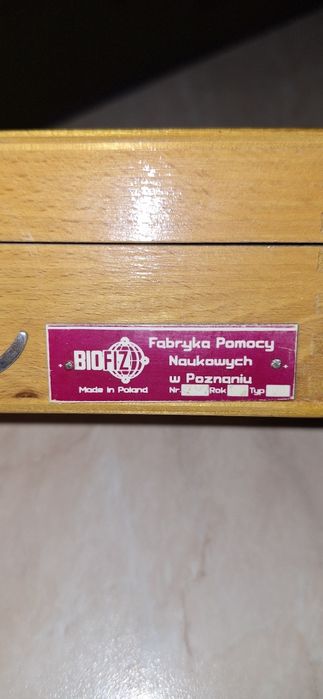 BIOFIZ
Fabryka Pomocy
Naukowych
w Poznaniu
Made in Poland
Nr Rok Typ